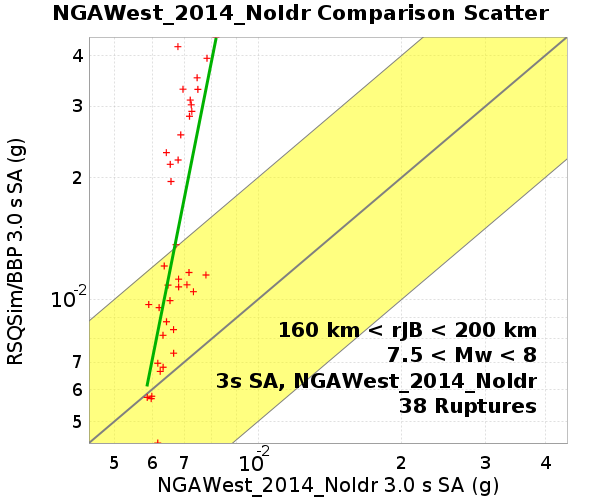 NGAWest_2014_NoIdr Comparison Scatter
RSQSim/BBP 3.0 s SA (g)
4
3
2
10-2
7
6
5
160 km < rJB < 200 km
7.5 < Mw < 8
3s SA, NGAWest_2014_NoIdr
38 Ruptures
5 6 7 10-2 2 3 4
NGAWest_2014_NoIdr 3.0 s SA (g)